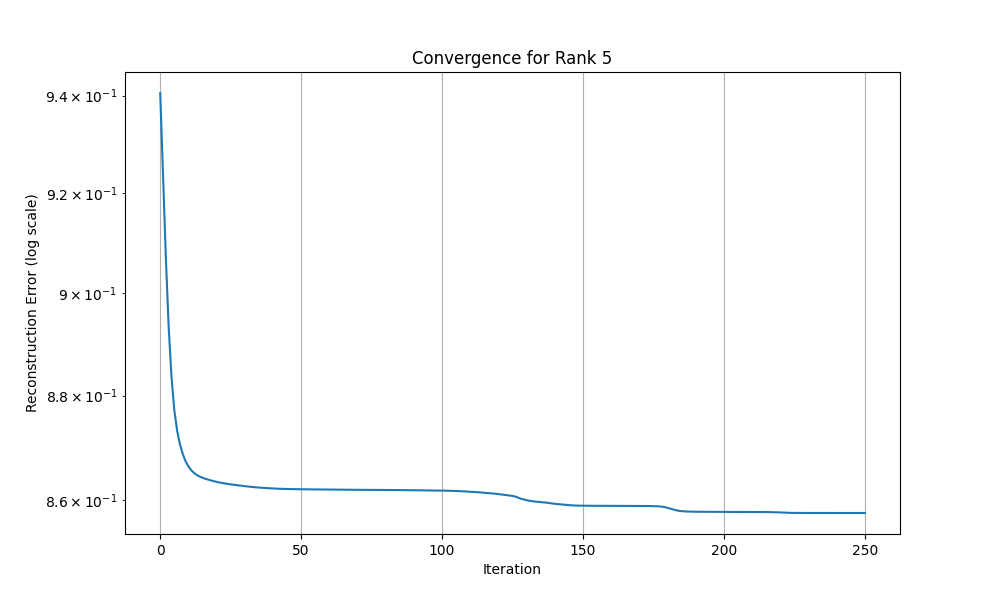 Convergence for Rank 5
Reconstruction Error (log scale)
9.4 × 10⁻¹
9.2 × 10⁻¹
9 × 10⁻¹
8.8 × 10⁻¹
8.6 × 10⁻¹
0 50 100 150 200 250
Iteration